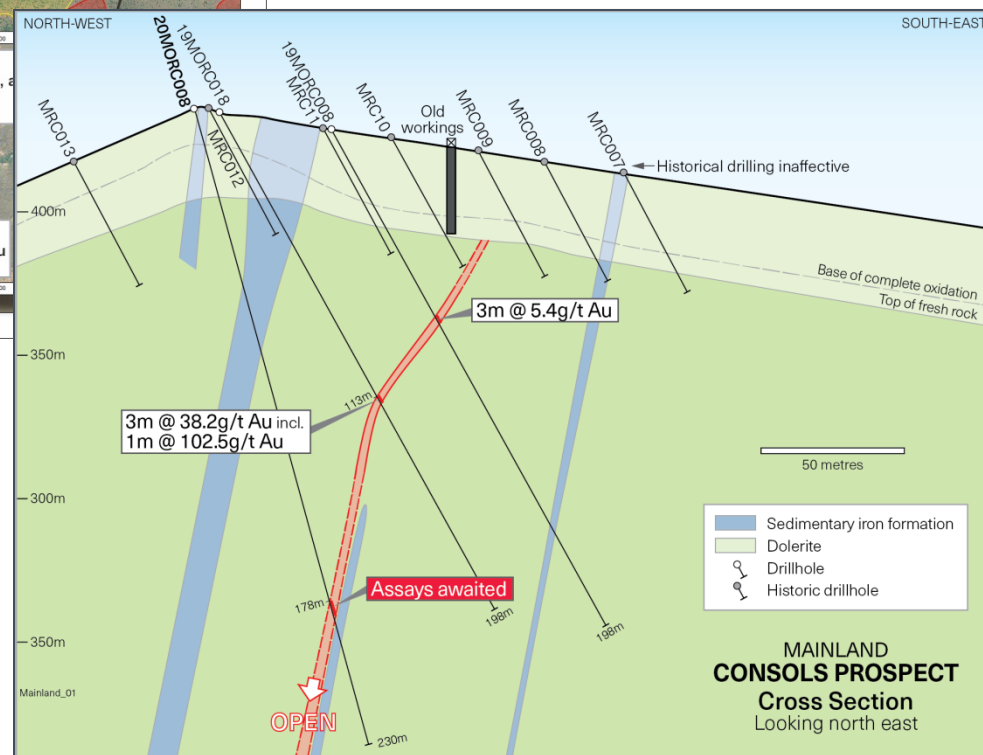 NORTH-WEST
SOUTH-EAST
MRC013
20MORC008
19MORC018
MRC012
19MORC008
MRC11
MRC10
Old
workings
MRC009
MRC008
MRC007
Historical drilling inaffective
400m
Base of complete oxidation
Top of fresh rock
3m @ 5.4g/t Au
350m
113m
3m @ 38.2g/t Au incl.
1m @ 102.5g/t Au
50 metres
300m
Sedimentary iron formation
Dolerite
Drillhole
Historic drillhole
Assays awaited
178m
198m
198m
350m
MAINLAND
CONSOLS PROSPECT
Cross Section
Looking north east
Mainland_01
OPEN
230m